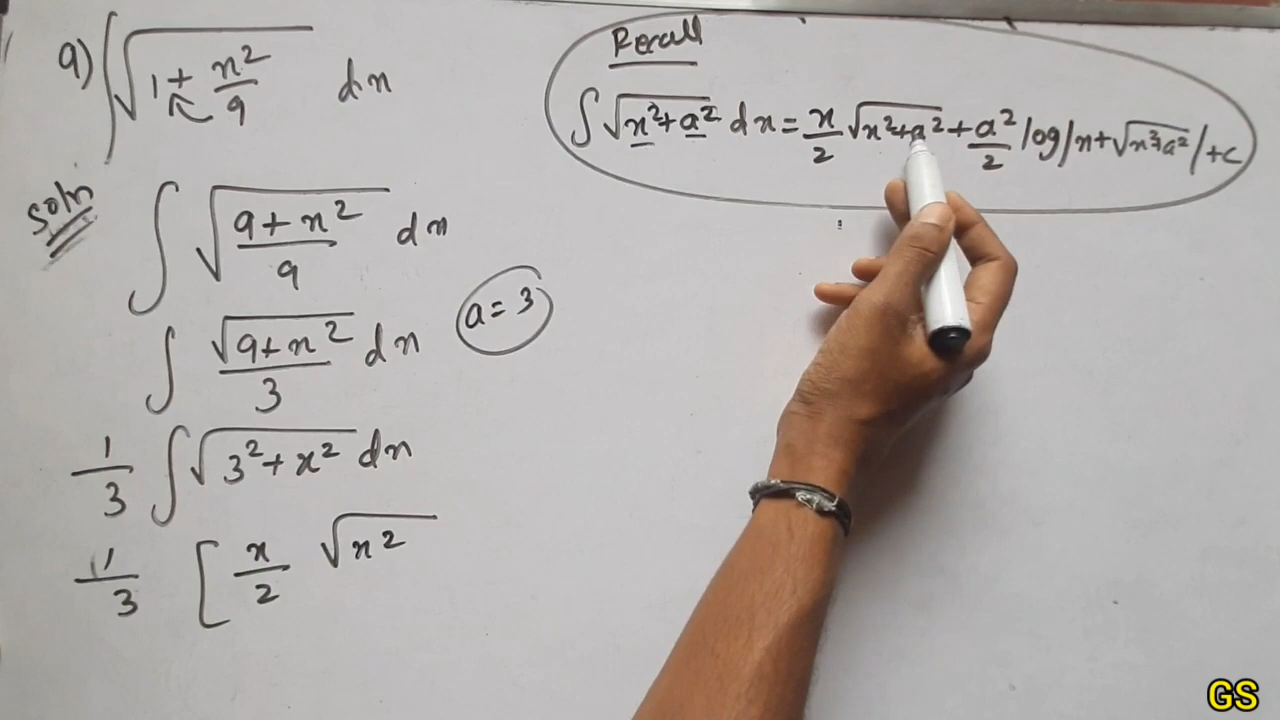 9) ∫ √(1 + x²/9) dx
Soln
∫ √((9 + x²)/9) dx
∫ √(9 + x²)/3 dx
a = 3
1/3 ∫ √(3² + x²) dx
1/3 [ x/2 √(x²
Recall
∫ √(x² + a²) dx = x/2 √(x² + a²) + a²/2 log|x + √(x² + a²)| + c
GS